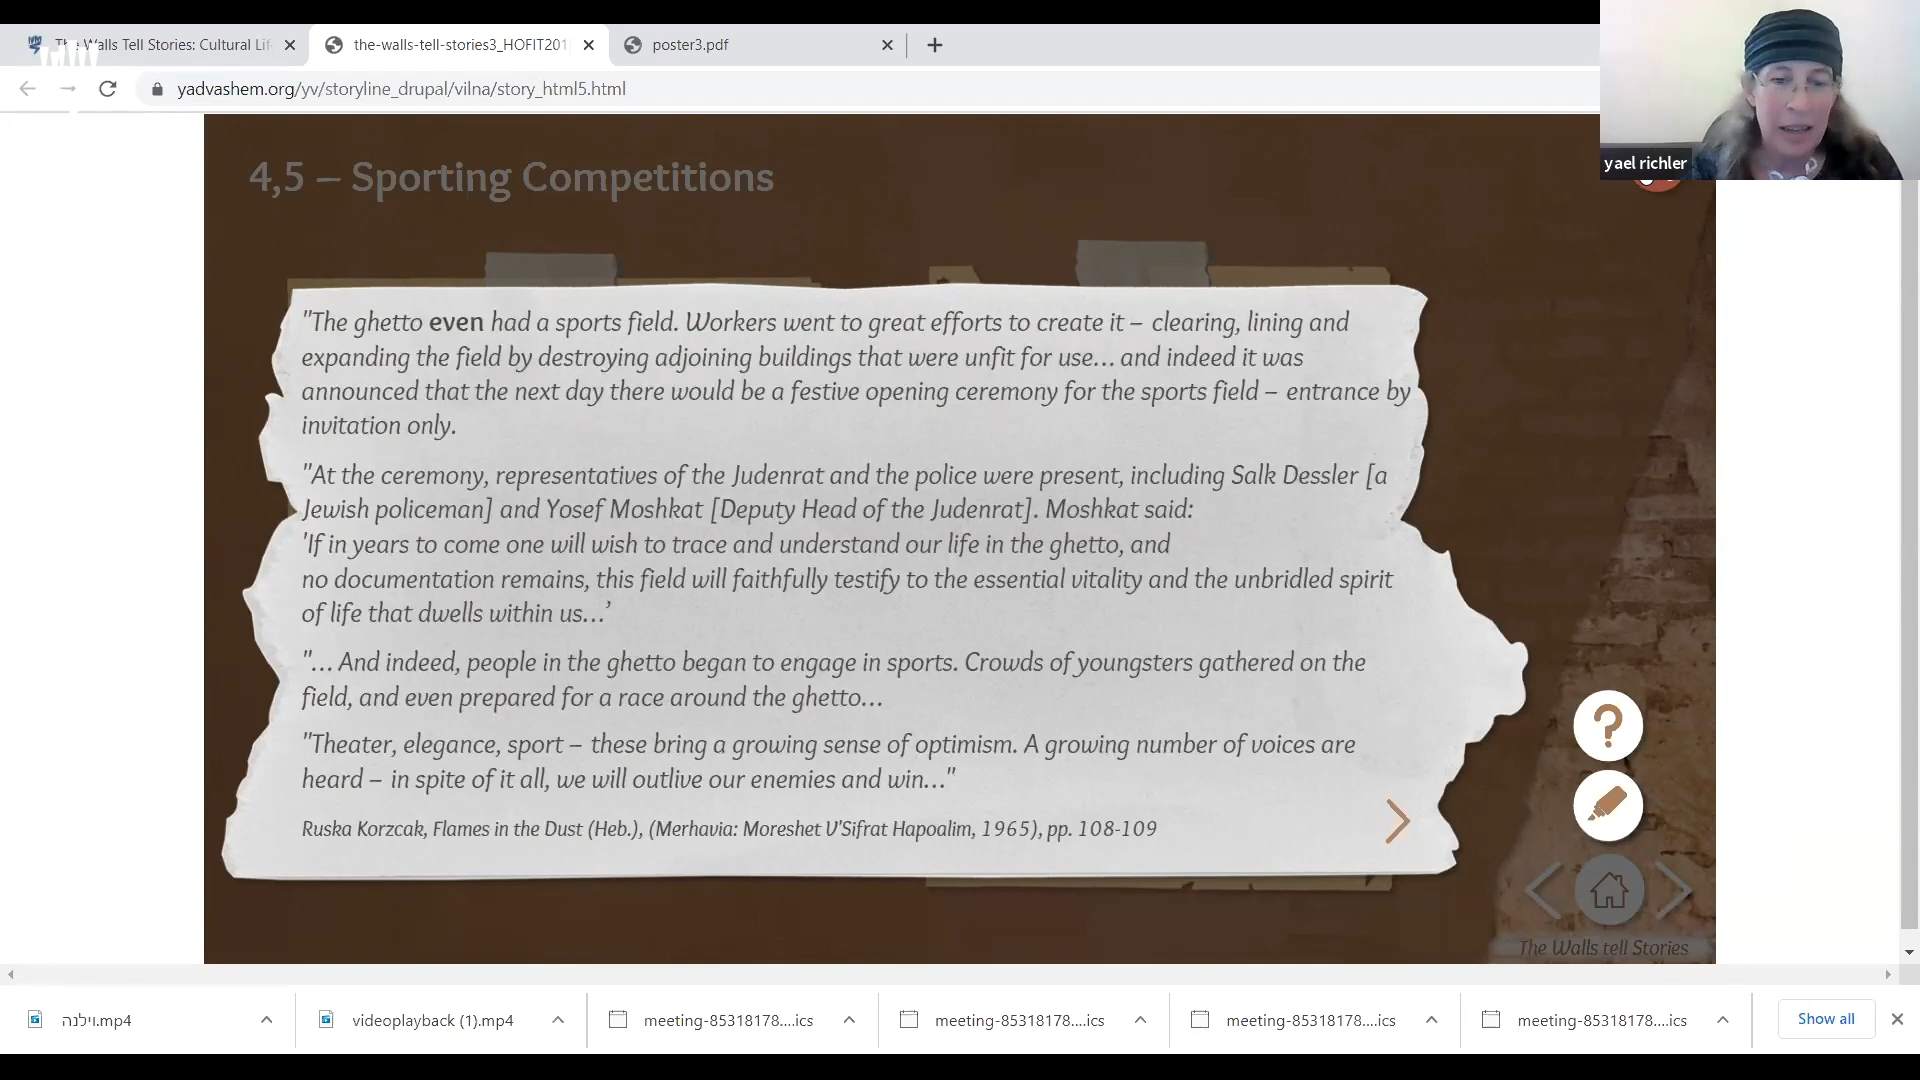 The Walls Tell Stories: Cultural Lif
the-walls-tell-stories3_HOFIT201
poster3.pdf
yadvashem.org/yv/storyline_drupal/vilna/story_html5.html
yael richler
4,5 – Sporting Competitions
"The ghetto even had a sports field. Workers went to great efforts to create it – clearing, lining and
expanding the field by destroying adjoining buildings that were unfit for use... and indeed it was
announced that the next day there would be a festive opening ceremony for the sports field – entrance by
invitation only.
"At the ceremony, representatives of the Judenrat and the police were present, including Salk Dessler [a
Jewish policeman] and Yosef Moshkat [Deputy Head of the Judenrat]. Moshkat said:
'If in years to come one will wish to trace and understand our life in the ghetto, and
no documentation remains, this field will faithfully testify to the essential vitality and the unbridled spirit
of life that dwells within us...’
"... And indeed, people in the ghetto began to engage in sports. Crowds of youngsters gathered on the
field, and even prepared for a race around the ghetto...
"Theater, elegance, sport – these bring a growing sense of optimism. A growing number of voices are
heard – in spite of it all, we will outlive our enemies and win..."
Ruska Korzcak, Flames in the Dust (Heb.), (Merhavia: Moreshet V'Sifrat Hapoalim, 1965), pp. 108-109
?
The Walls tell Stories
וילנה.mp4
videoplayback (1).mp4
meeting-85318178....ics
meeting-85318178....ics
meeting-85318178....ics
meeting-85318178....ics
Show all